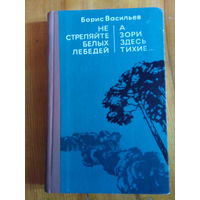 Борис Васильев
НЕ
СТРЕЛЯЙТЕ
БЕЛЫХ
ЛЕБЕДЕЙ
А
ЗОРИ
ЗДЕСЬ
ТИХИЕ...